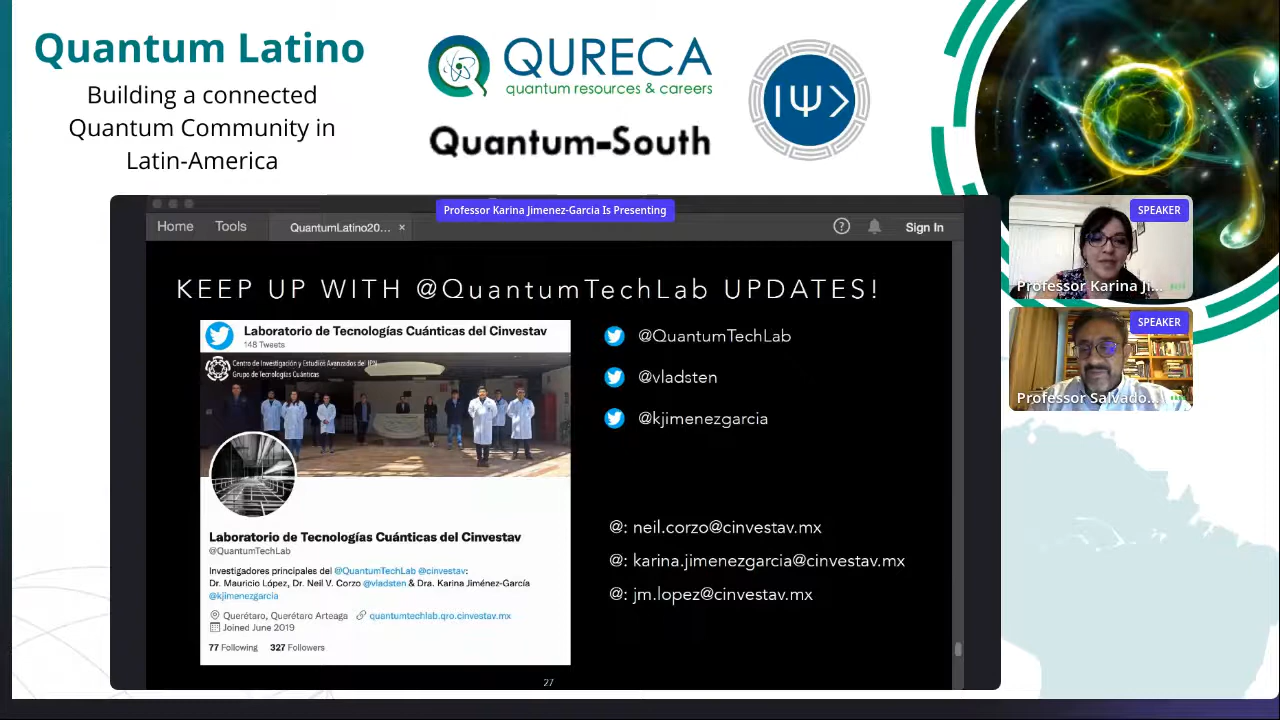 Quantum Latino
Building a connected
Quantum Community in
Latin-America
QURECA
quantum resources & careers
Quantum-South
|Ψ>
Professor Karina Jimenez-Garcia Is Presenting
Home Tools QuantumLatino20... × ? Sign In
SPEAKER
Professor Karina Ji...
SPEAKER
Professor Salvado...
KEEP UP WITH @QuantumTechLab UPDATES!
Laboratorio de Tecnologías Cuánticas del Cinvestav
148 Tweets
Centro de Investigación y Estudios Avanzados del IPN
Grupo de Tecnologías Cuánticas
Laboratorio de Tecnologías Cuánticas del Cinvestav
@QuantumTechLab
Investigadores principales del @QuantumTechLab @cinvestav:
Dr. Mauricio López, Dr. Neil V. Corzo @vladsten & Dra. Karina Jiménez-García
@kjimenezgarcia
Querétaro, Querétaro Arteaga quantumtechlab.qro.cinvestav.mx
Joined June 2019
77 Following 327 Followers
@QuantumTechLab
@vladsten
@kjimenezgarcia
@: neil.corzo@cinvestav.mx
@: karina.jimenezgarcia@cinvestav.mx
@: jm.lopez@cinvestav.mx
27